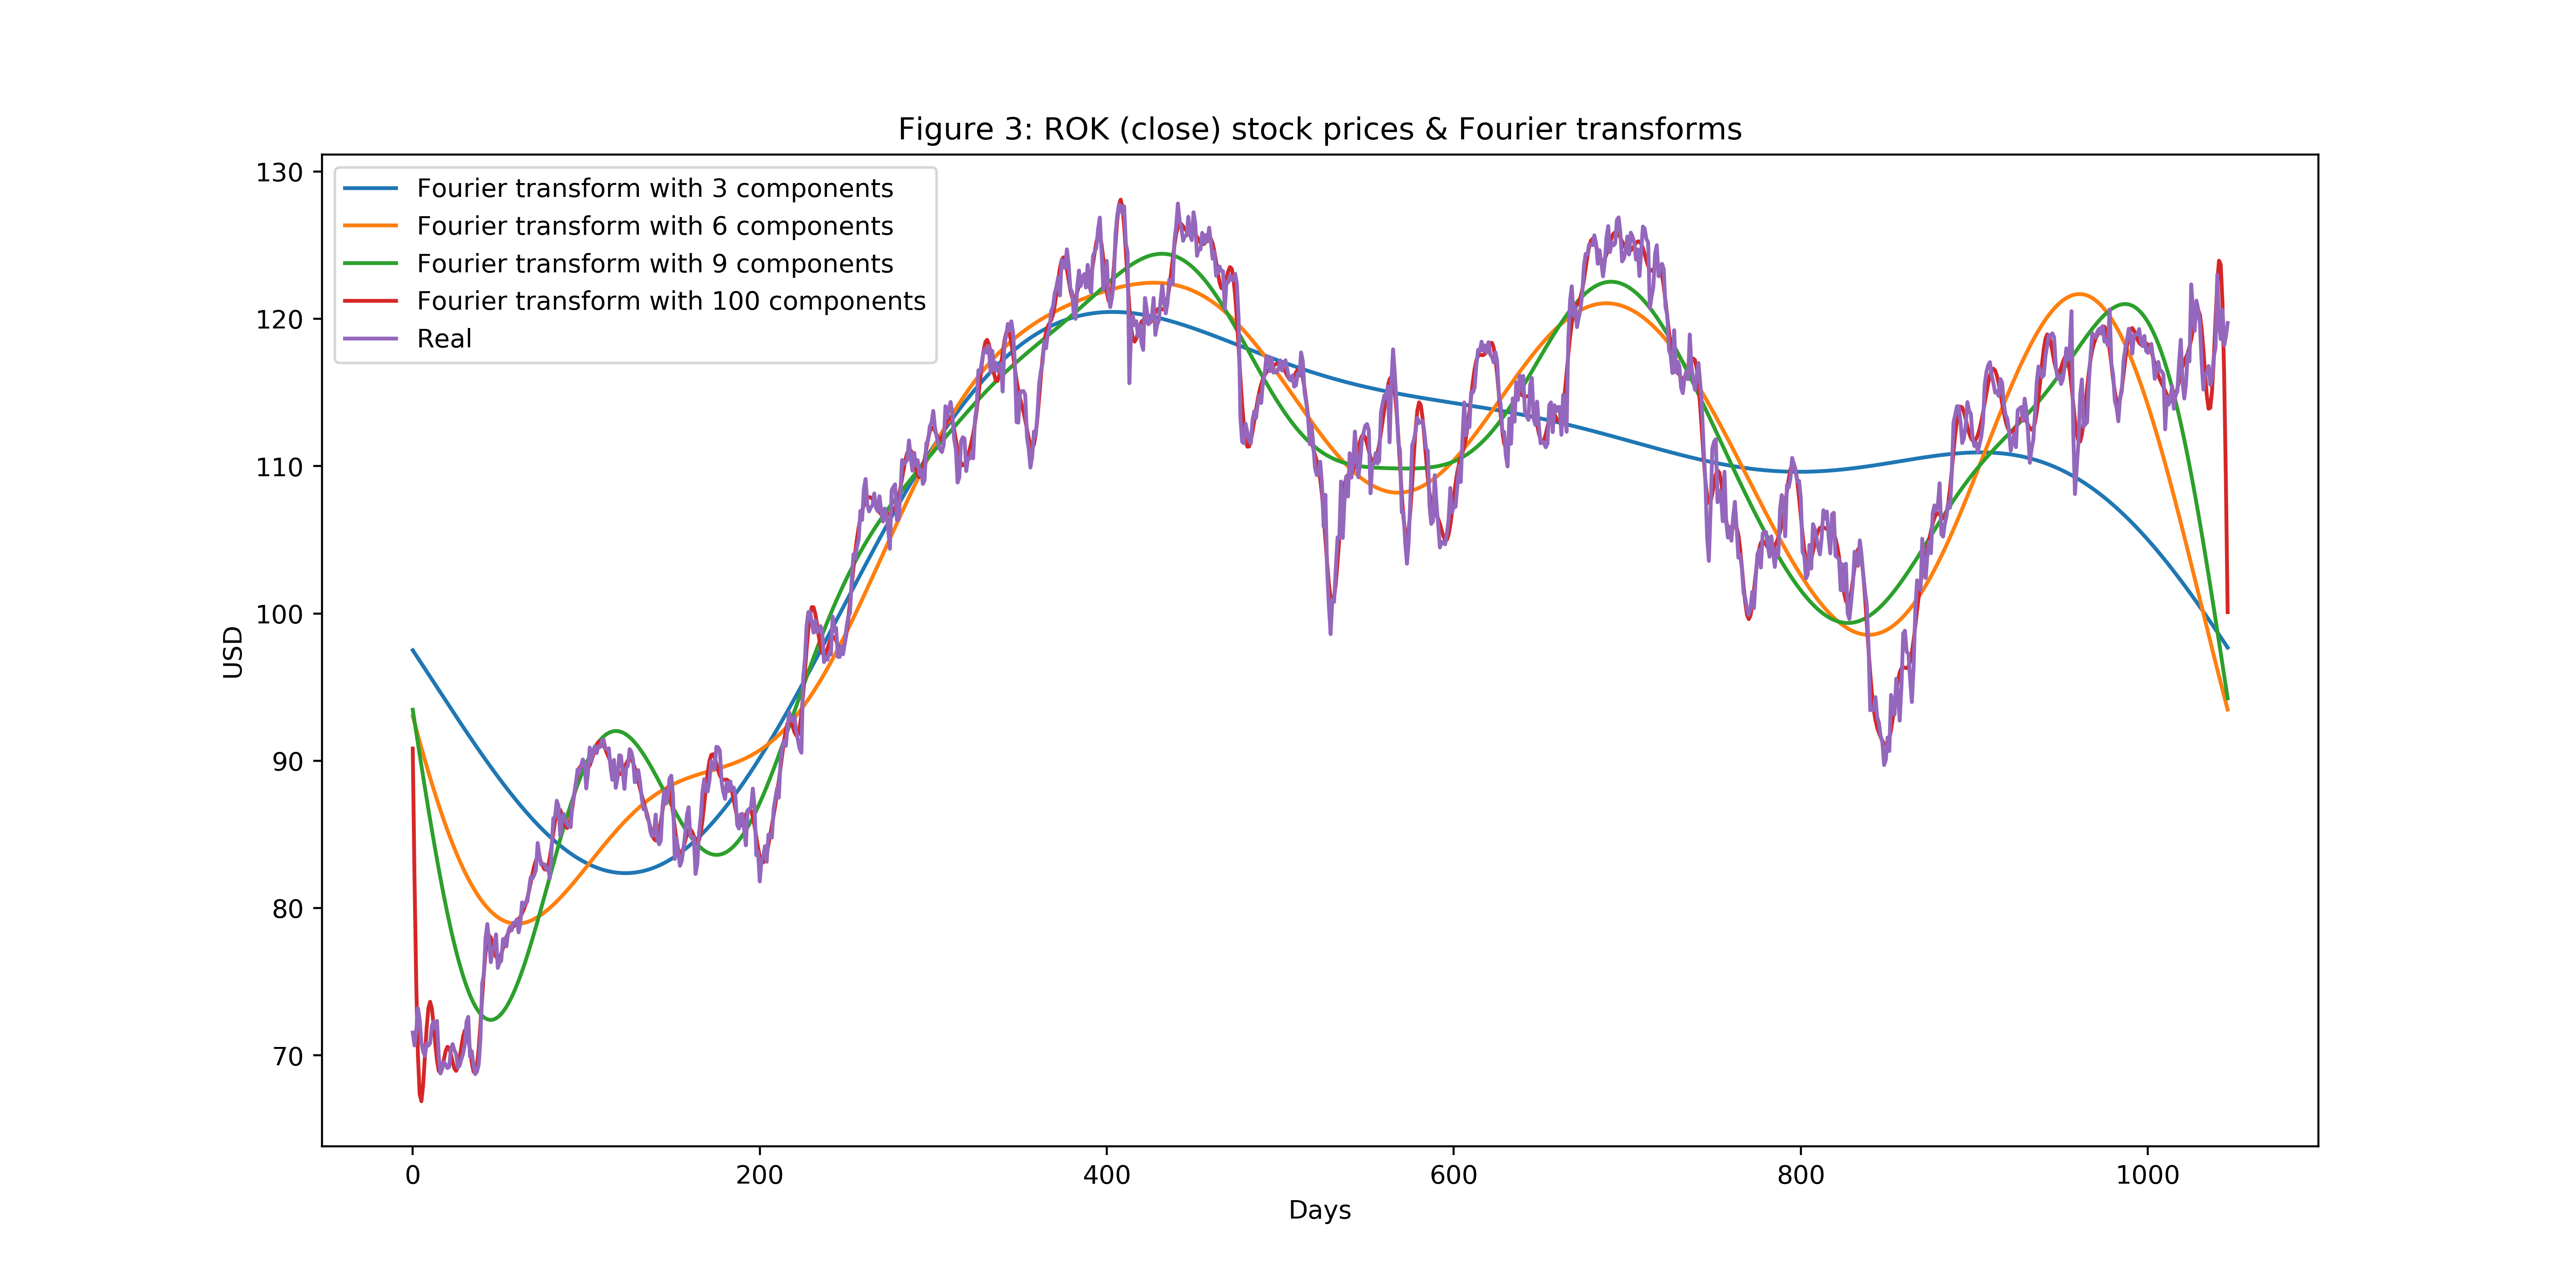 Figure 3: ROK (close) stock prices & Fourier transforms
Fourier transform with 3 components
Fourier transform with 6 components
Fourier transform with 9 components
Fourier transform with 100 components
Real
130
120
110
100
90
80
70
USD
0
200
400
600
800
1000
Days